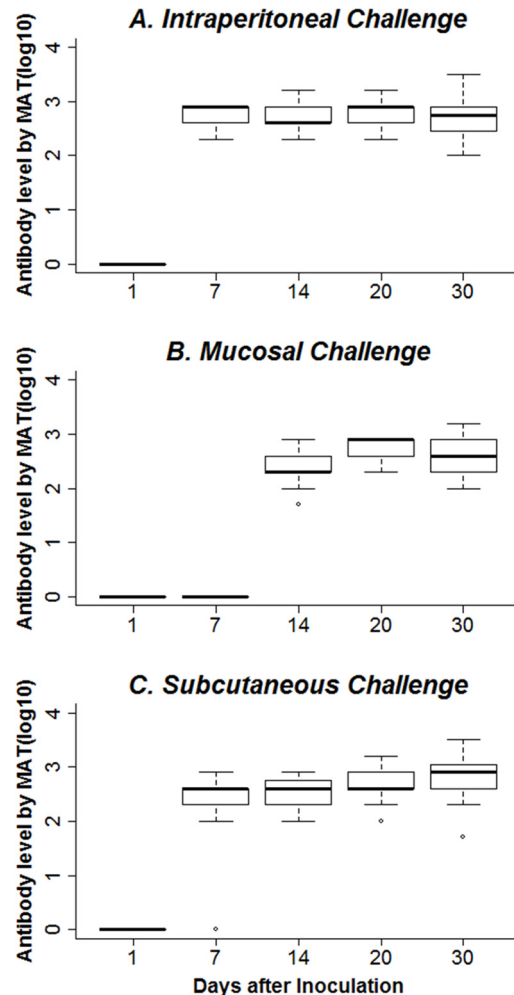 A. Intraperitoneal Challenge
Antibody level by MAT(log10)
4
3
2
1
0
1 7 14 20 30
B. Mucosal Challenge
Antibody level by MAT(log10)
4
3
2
1
0
1 7 14 20 30
C. Subcutaneous Challenge
Antibody level by MAT(log10)
4
3
2
1
0
1 7 14 20 30
Days after Inoculation